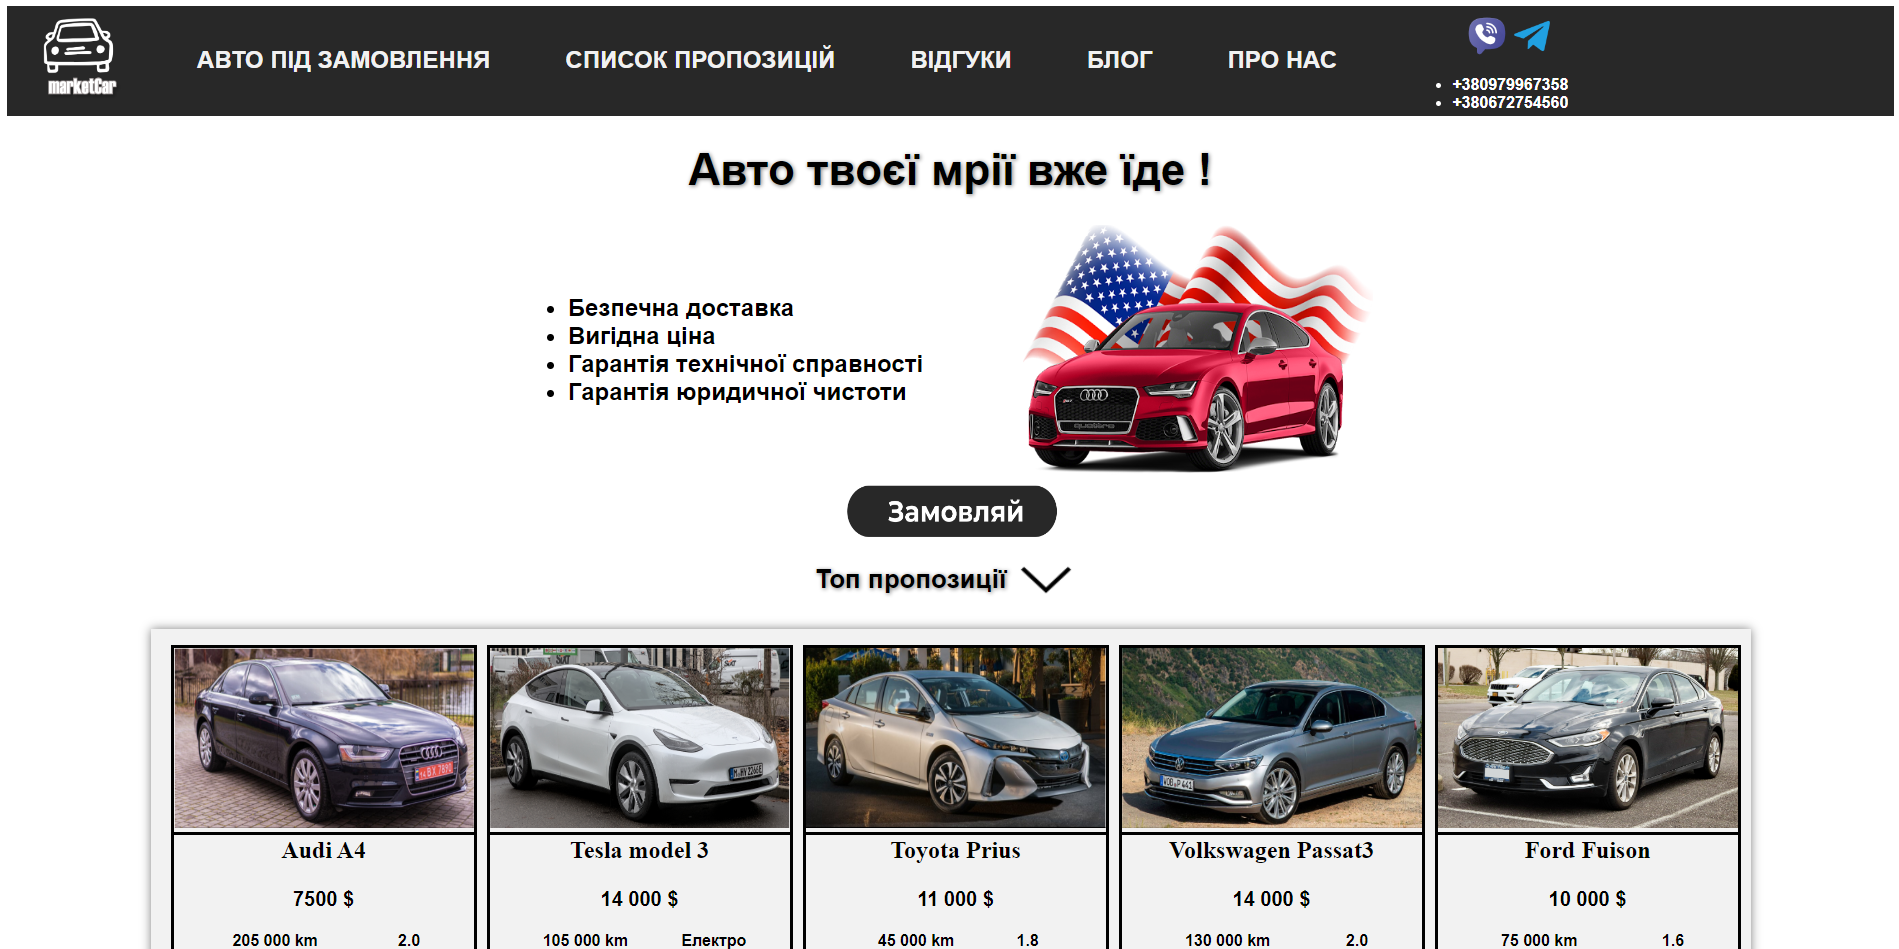 marketCar
АВТО ПІД ЗАМОВЛЕННЯ СПИСОК ПРОПОЗИЦІЙ ВІДГУКИ БЛОГ ПРО НАС
+380979967358
+380672754560
Авто твоєї мрії вже їде !
Безпечна доставка
Вигідна ціна
Гарантія технічної справності
Гарантія юридичної чистоти
quattro
Замовляй
Топ пропозиції
SIXT
Audi A4 Tesla model 3 Toyota Prius Volkswagen Passat3 Ford Fuison
7500 $ 14 000 $ 11 000 $ 14 000 $ 10 000 $
205 000 km 2.0 105 000 km Електро 45 000 km 1.8 130 000 km 2.0 75 000 km 1.6